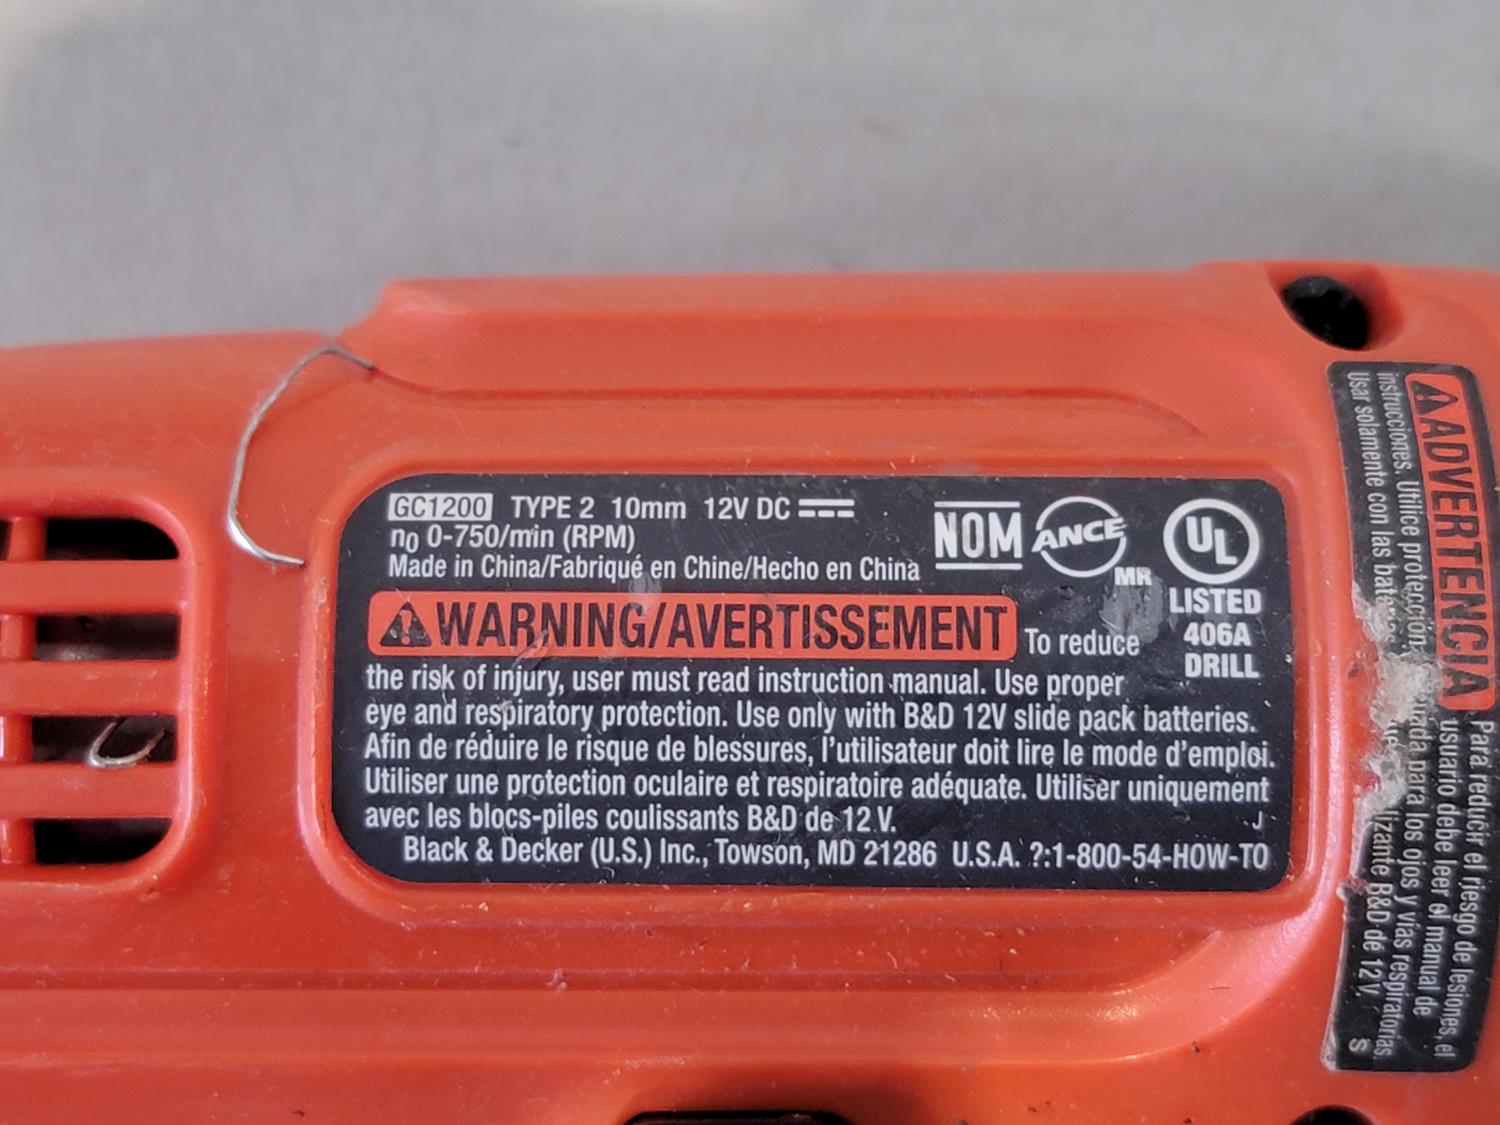 GC1200 TYPE 2 10mm 12V DC
n0 0-750/min (RPM)
Made in China/Fabriqué en Chine/Hecho en China
NOM
ANCE
MR
UL
LISTED
406A
DRILL
WARNING/AVERTISSEMENT To reduce
the risk of injury, user must read instruction manual. Use proper
eye and respiratory protection. Use only with B&D 12V slide pack batteries.
Afin de réduire le risque de blessures, l'utilisateur doit lire le mode d'emploi.
Utiliser une protection oculaire et respiratoire adéquate. Utiliser uniquement
avec les blocs-piles coulissants B&D de 12 V.
J
Black & Decker (U.S.) Inc., Towson, MD 21286 U.S.A. ?:1-800-54-HOW-TO
ADVERTENCIA Para reducir el riesgo de lesiones, el
usuario debe leer el manual de
instrucciones. Utilice protección para los ojos y vías respiratorias.
Usar solamente con las B&D de 12 V.
S